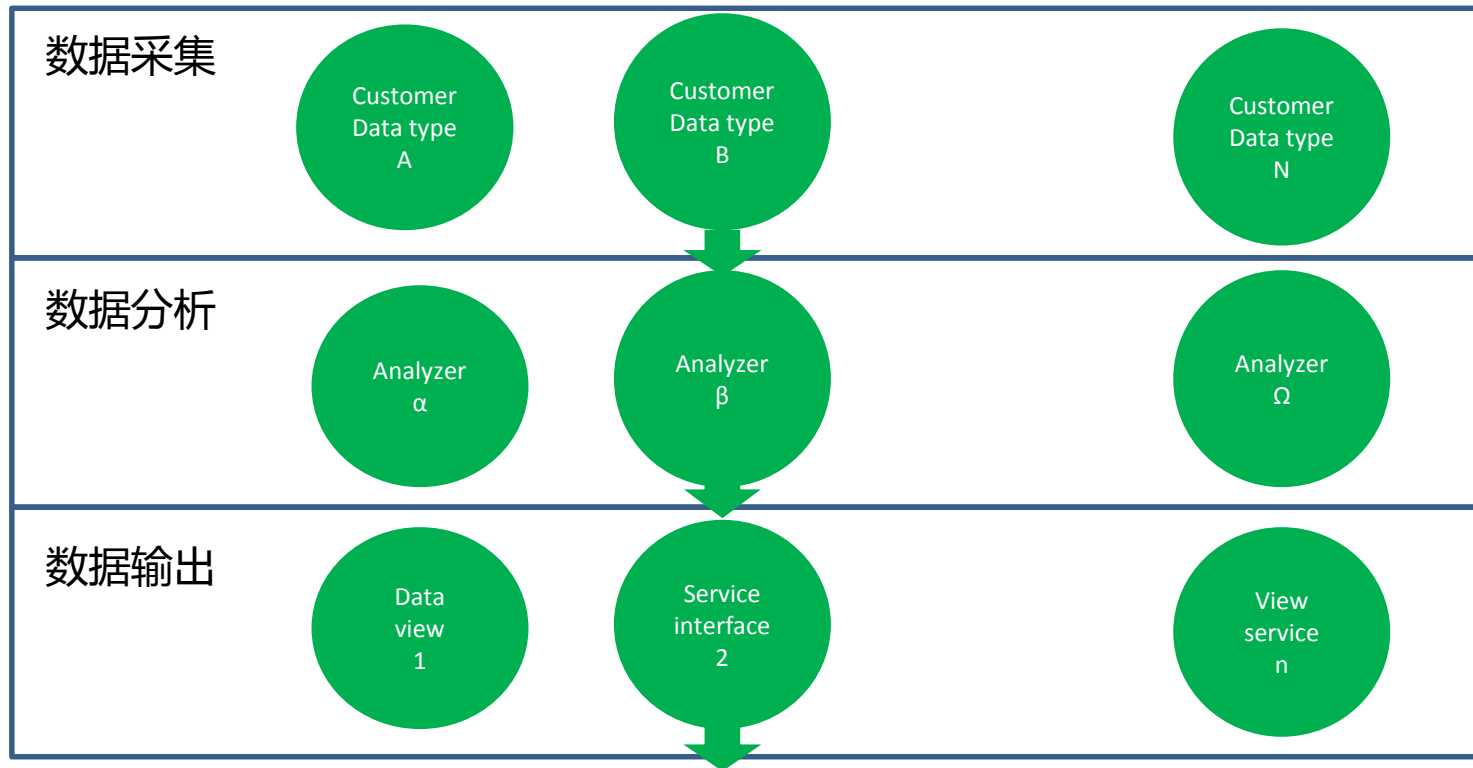 数据采集
Customer
Data type
A
Customer
Data type
B
Customer
Data type
N
数据分析
Analyzer
α
Analyzer
β
Analyzer
Ω
数据输出
Data
view
1
Service
interface
2
View
service
n